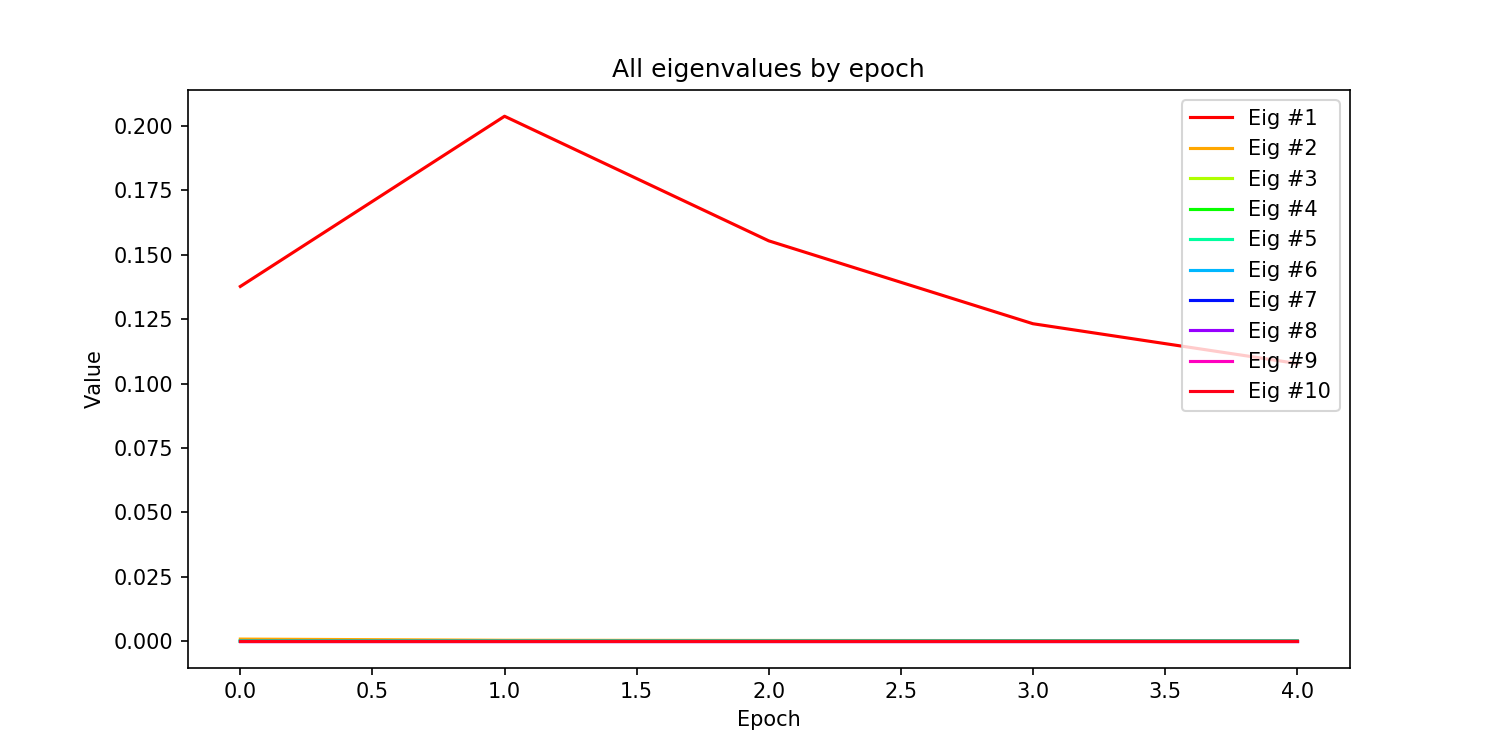 All eigenvalues by epoch
0.200
0.175
0.150
0.125
0.100
0.075
0.050
0.025
0.000
Value
Eig #1
Eig #2
Eig #3
Eig #4
Eig #5
Eig #6
Eig #7
Eig #8
Eig #9
Eig #10
0.0 0.5 1.0 1.5 2.0 2.5 3.0 3.5 4.0
Epoch